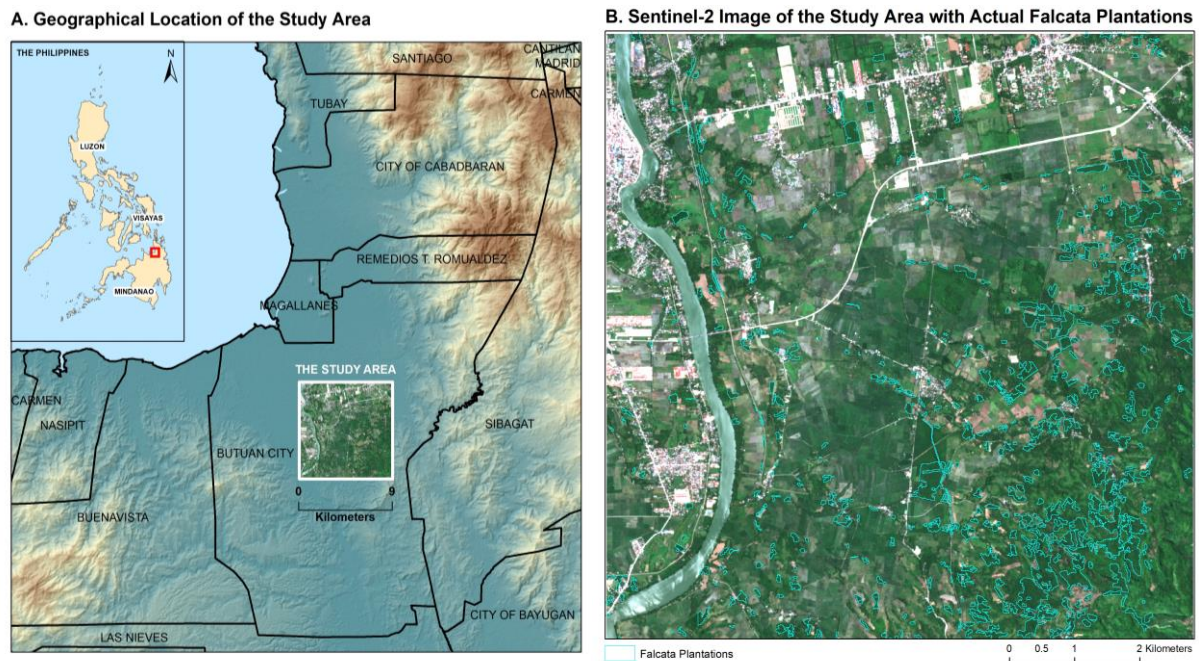 A. Geographical Location of the Study Area
THE PHILIPPINES
N
LUZON
VISAYAS
MINDANAO
SANTIAGO
CANTILAN
MADRID
CARMEN
TUBAY
CITY OF CABADBARAN
REMEDIOS T. ROMUALDEZ
MAGALLANES
THE STUDY AREA
CARMEN
NASIPIT
SIBAGAT
BUTUAN CITY
0 9
Kilometers
BUENAVISTA
CITY OF BAYUGAN
LAS NIEVES
B. Sentinel-2 Image of the Study Area with Actual Falcata Plantations
Falcata Plantations
0 0.5 1 2 Kilometers